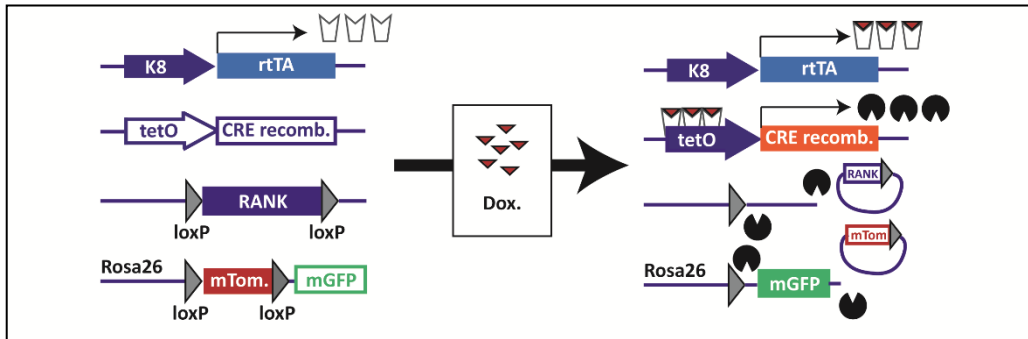 K8 rtTA
tetO CRE recomb.
RANK
loxP loxP
Rosa26
mTom. mGFP
loxP loxP
Dox.
K8 rtTA
tetO CRE recomb.
RANK
mTom
Rosa26
mGFP